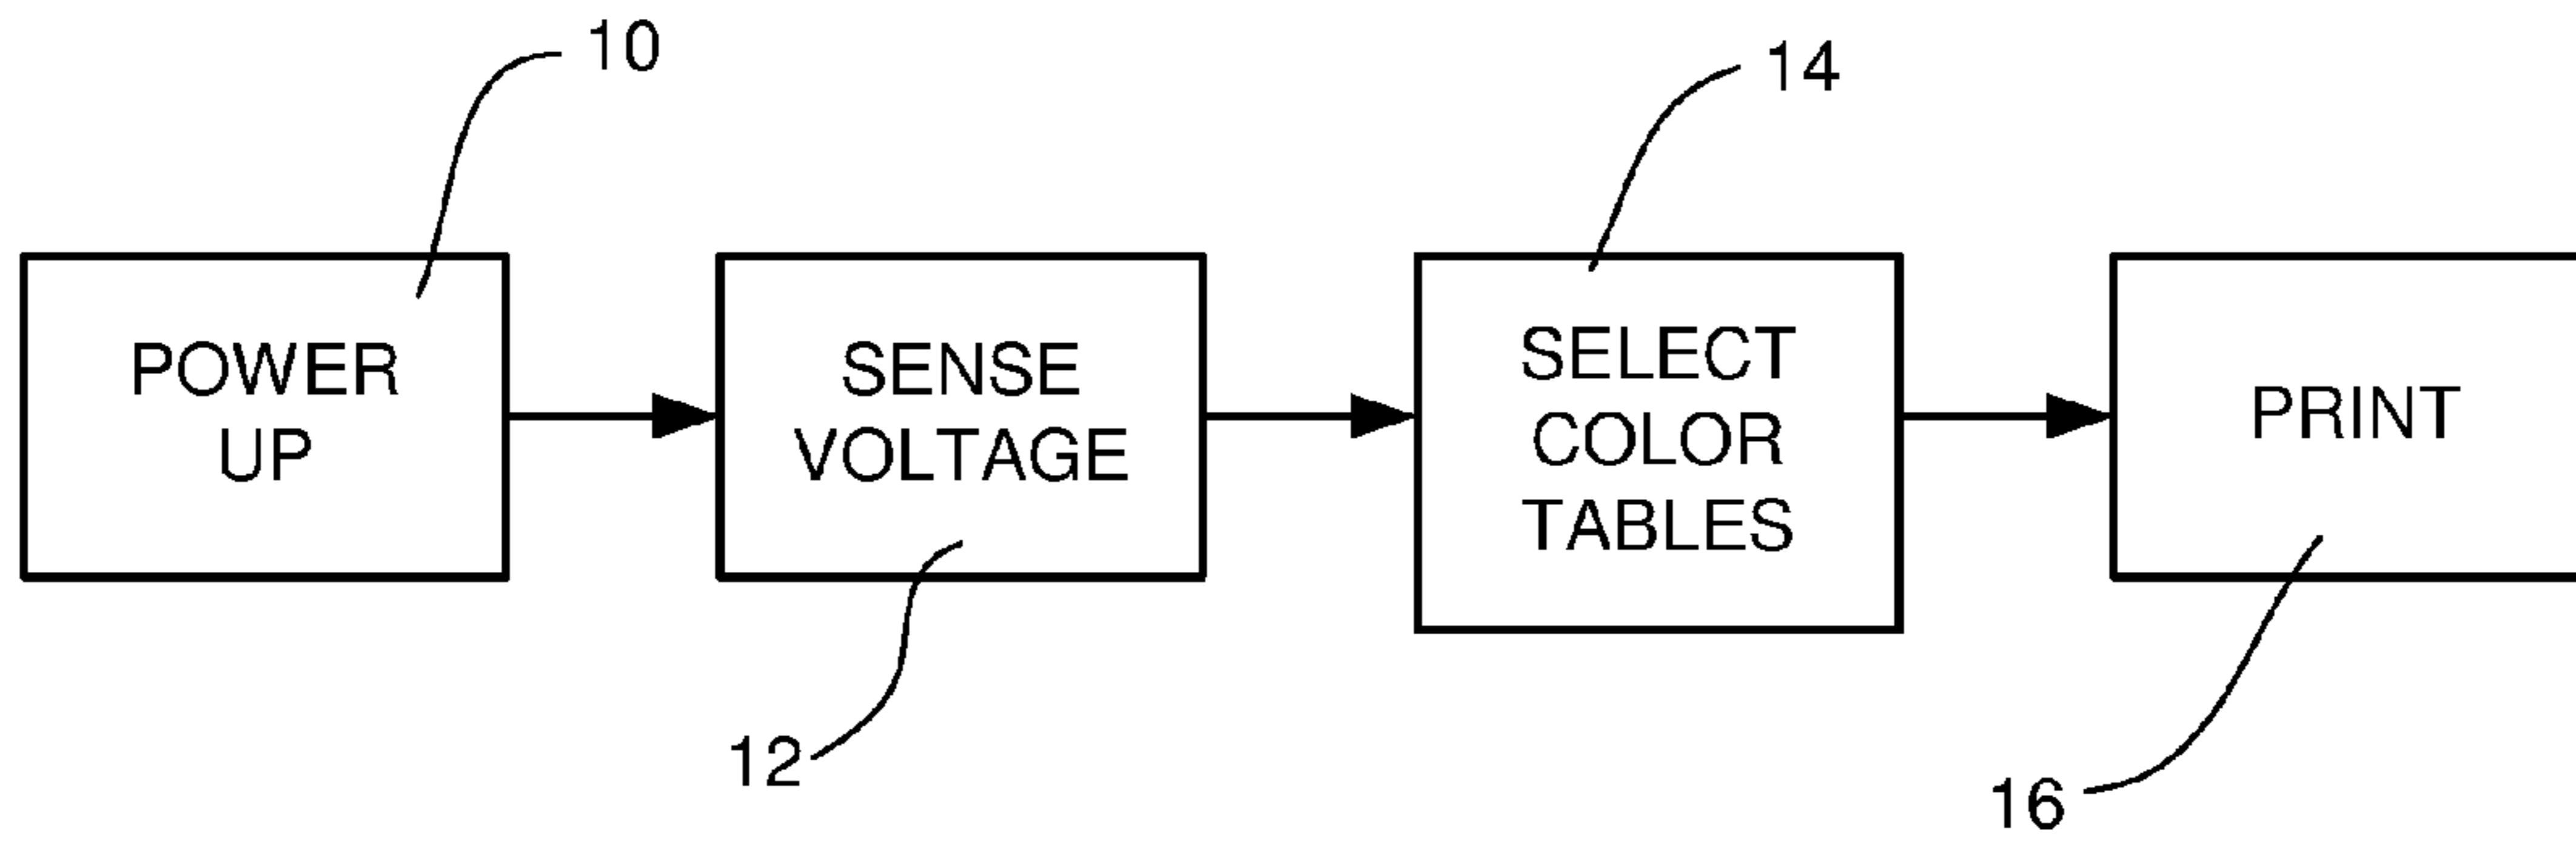 10
14
POWER
UP
SENSE
VOLTAGE
SELECT
COLOR
TABLES
PRINT
12
16